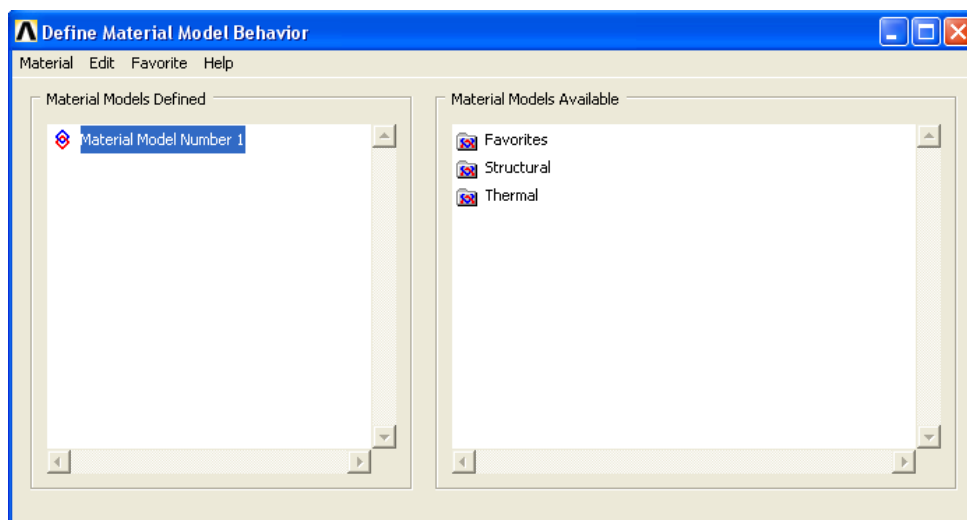 Define Material Model Behavior
Material Edit Favorite Help
Material Models Defined
Material Model Number 1
Material Models Available
Favorites
Structural
Thermal